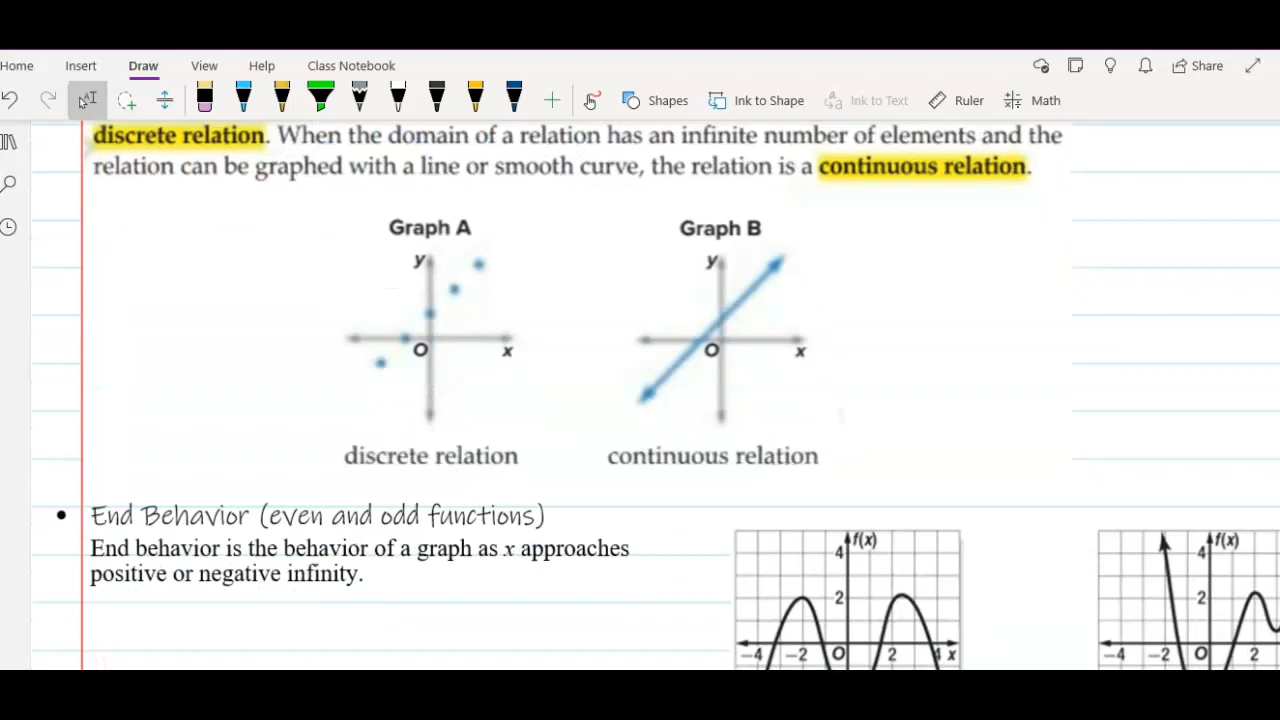 Home Insert Draw View Help Class Notebook Share
Shapes Ink to Shape Ink to Text Ruler Math
discrete relation. When the domain of a relation has an infinite number of elements and the
relation can be graphed with a line or smooth curve, the relation is a continuous relation.
Graph A
y
O
x
discrete relation
Graph B
y
O
x
continuous relation
• End Behavior (even and odd functions)
End behavior is the behavior of a graph as x approaches
positive or negative infinity.
f(x)
4
2
−4 −2 O 2 4 x
f(x)
4
2
−4 −2 O 2